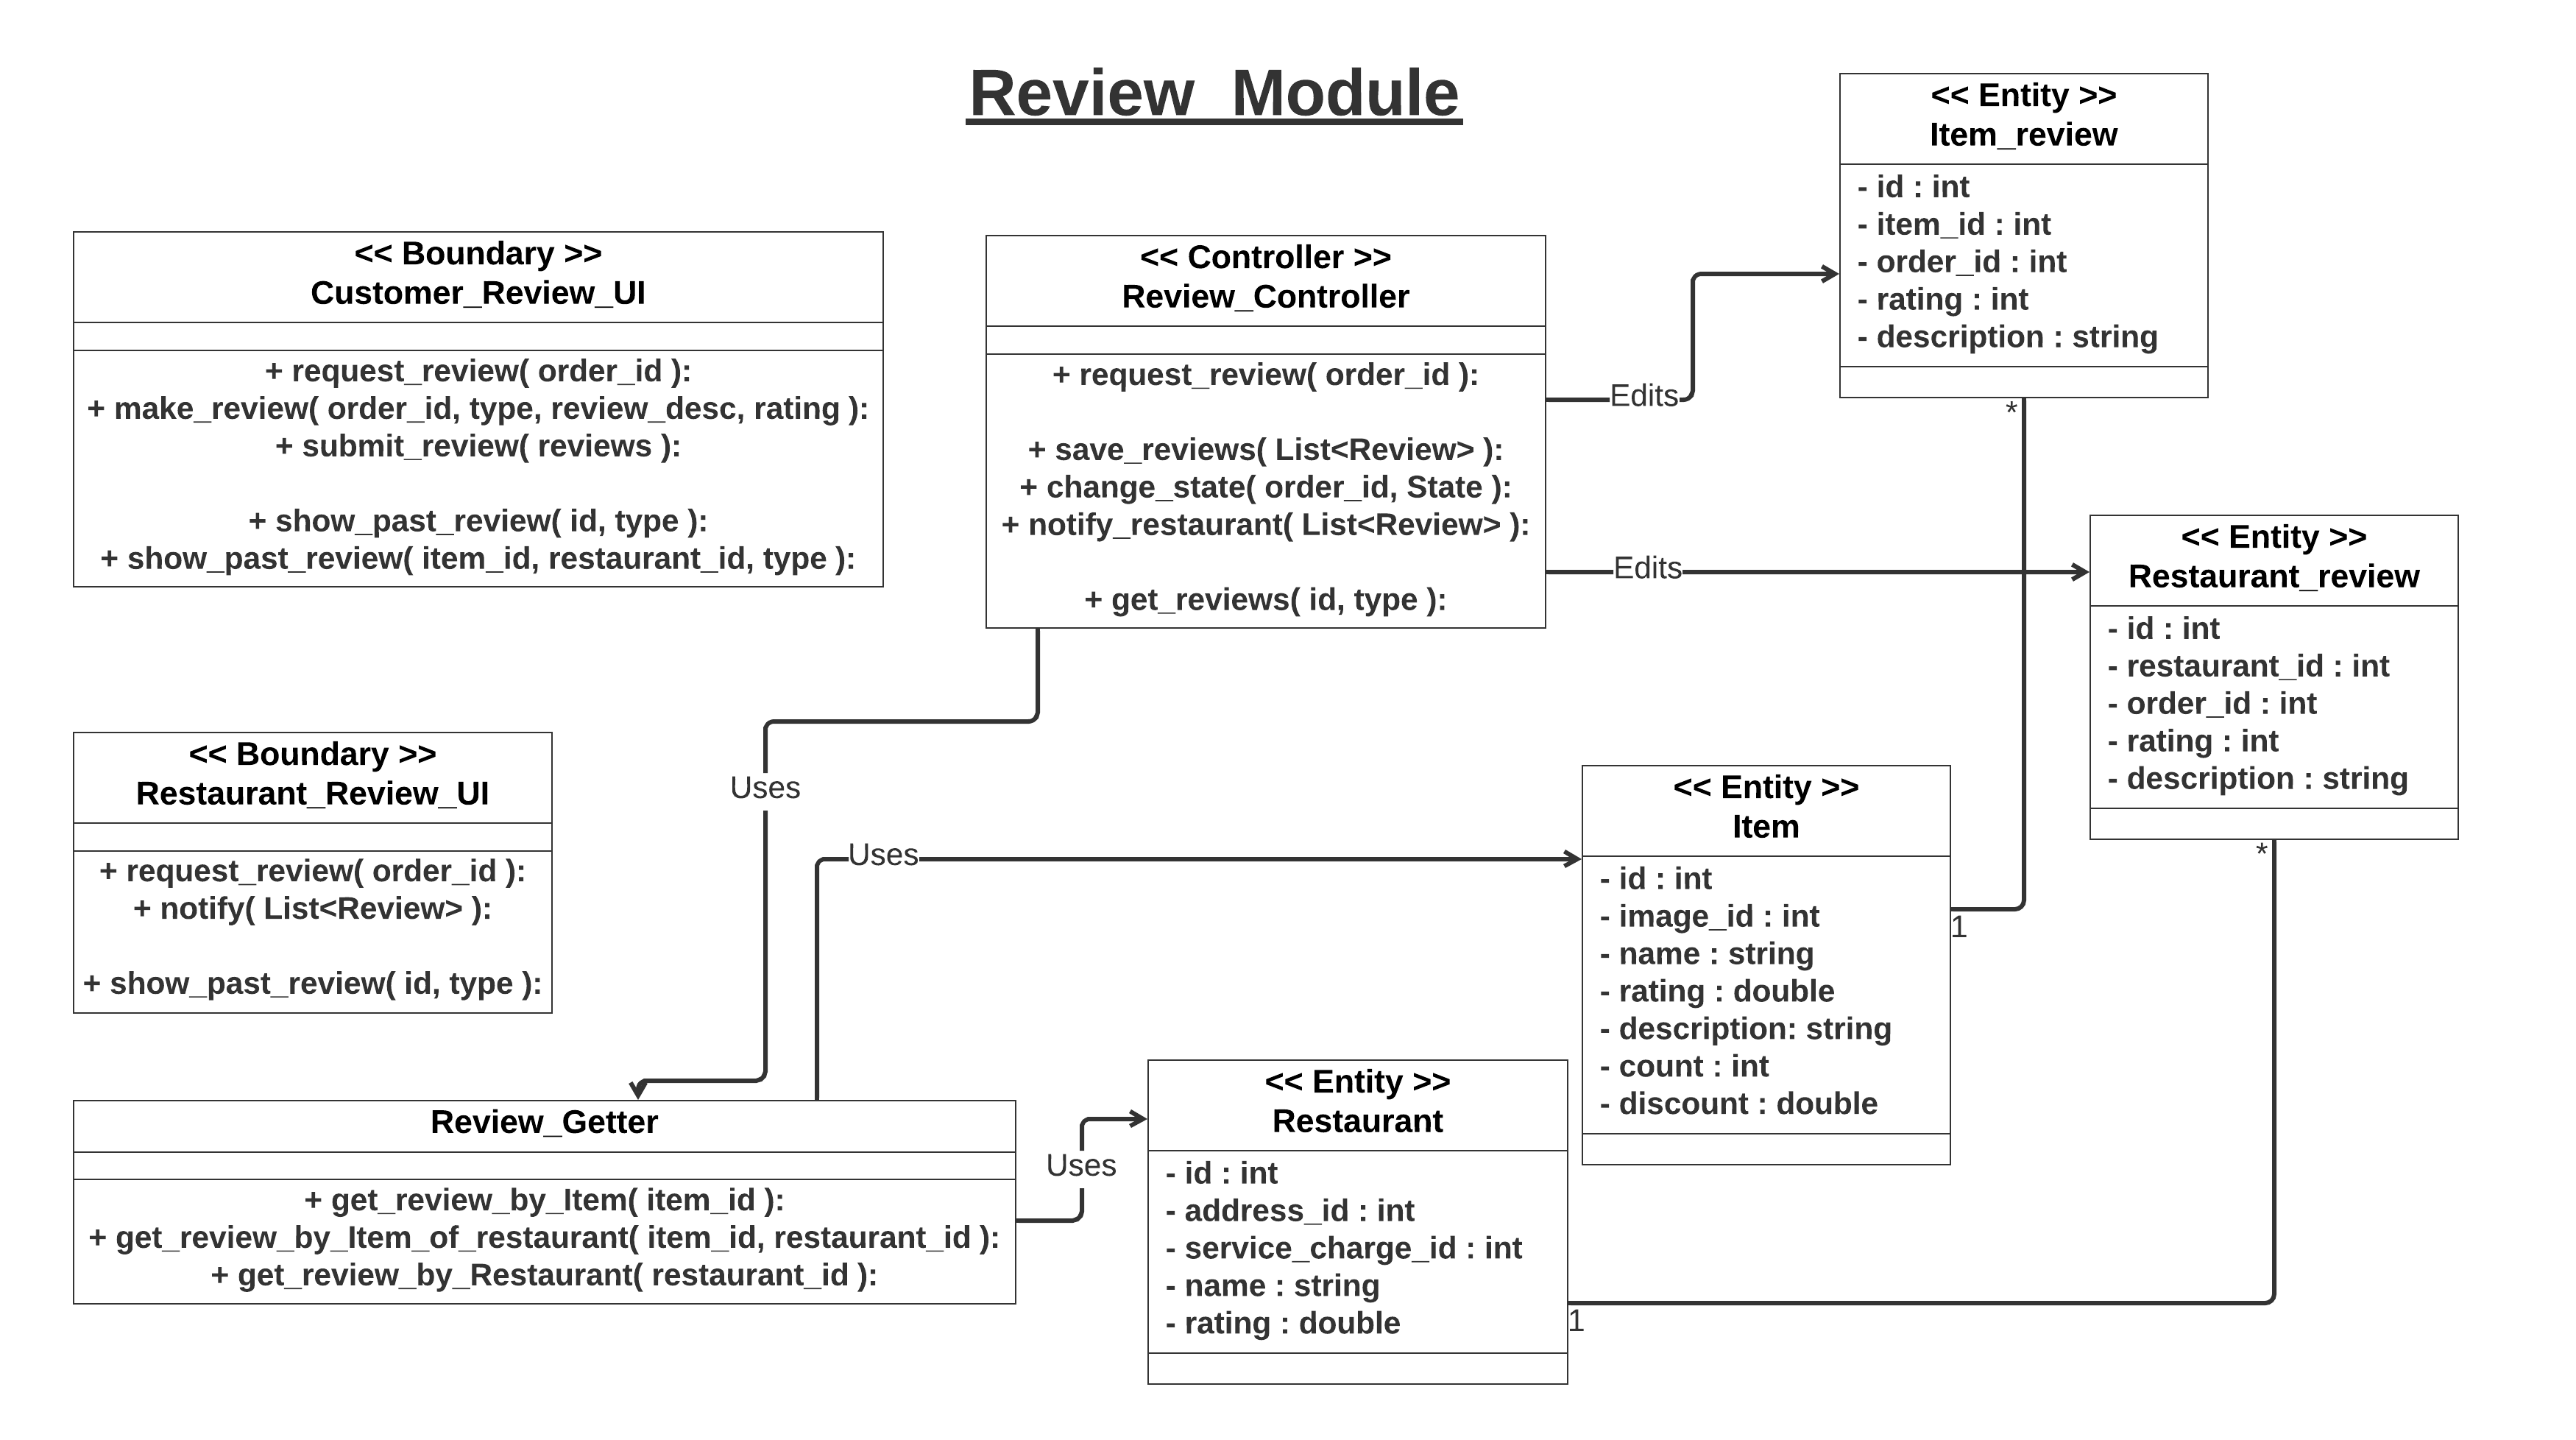 Review Module
<< Boundary >>
Customer_Review_UI
+ request_review( order_id ):
+ make_review( order_id, type, review_desc, rating ):
+ submit_review( reviews ):
+ show_past_review( id, type ):
+ show_past_review( item_id, restaurant_id, type ):
<< Controller >>
Review_Controller
+ request_review( order_id ):
+ save_reviews( List<Review> ):
+ change_state( order_id, State ):
+ notify_restaurant( List<Review> ):
+ get_reviews( id, type ):
Edits
Edits
<< Entity >>
Item_review
- id : int
- item_id : int
- order_id : int
- rating : int
- description : string
*
<< Entity >>
Restaurant_review
- id : int
- restaurant_id : int
- order_id : int
- rating : int
- description : string
*
<< Boundary >>
Restaurant_Review_UI
+ request_review( order_id ):
+ notify( List<Review> ):
+ show_past_review( id, type ):
Uses
Uses
<< Entity >>
Item
- id : int
- image_id : int
- name : string
- rating : double
- description: string
- count : int
- discount : double
1
Review_Getter
+ get_review_by_Item( item_id ):
+ get_review_by_Item_of_restaurant( item_id, restaurant_id ):
+ get_review_by_Restaurant( restaurant_id ):
Uses
<< Entity >>
Restaurant
- id : int
- address_id : int
- service_charge_id : int
- name : string
- rating : double
1